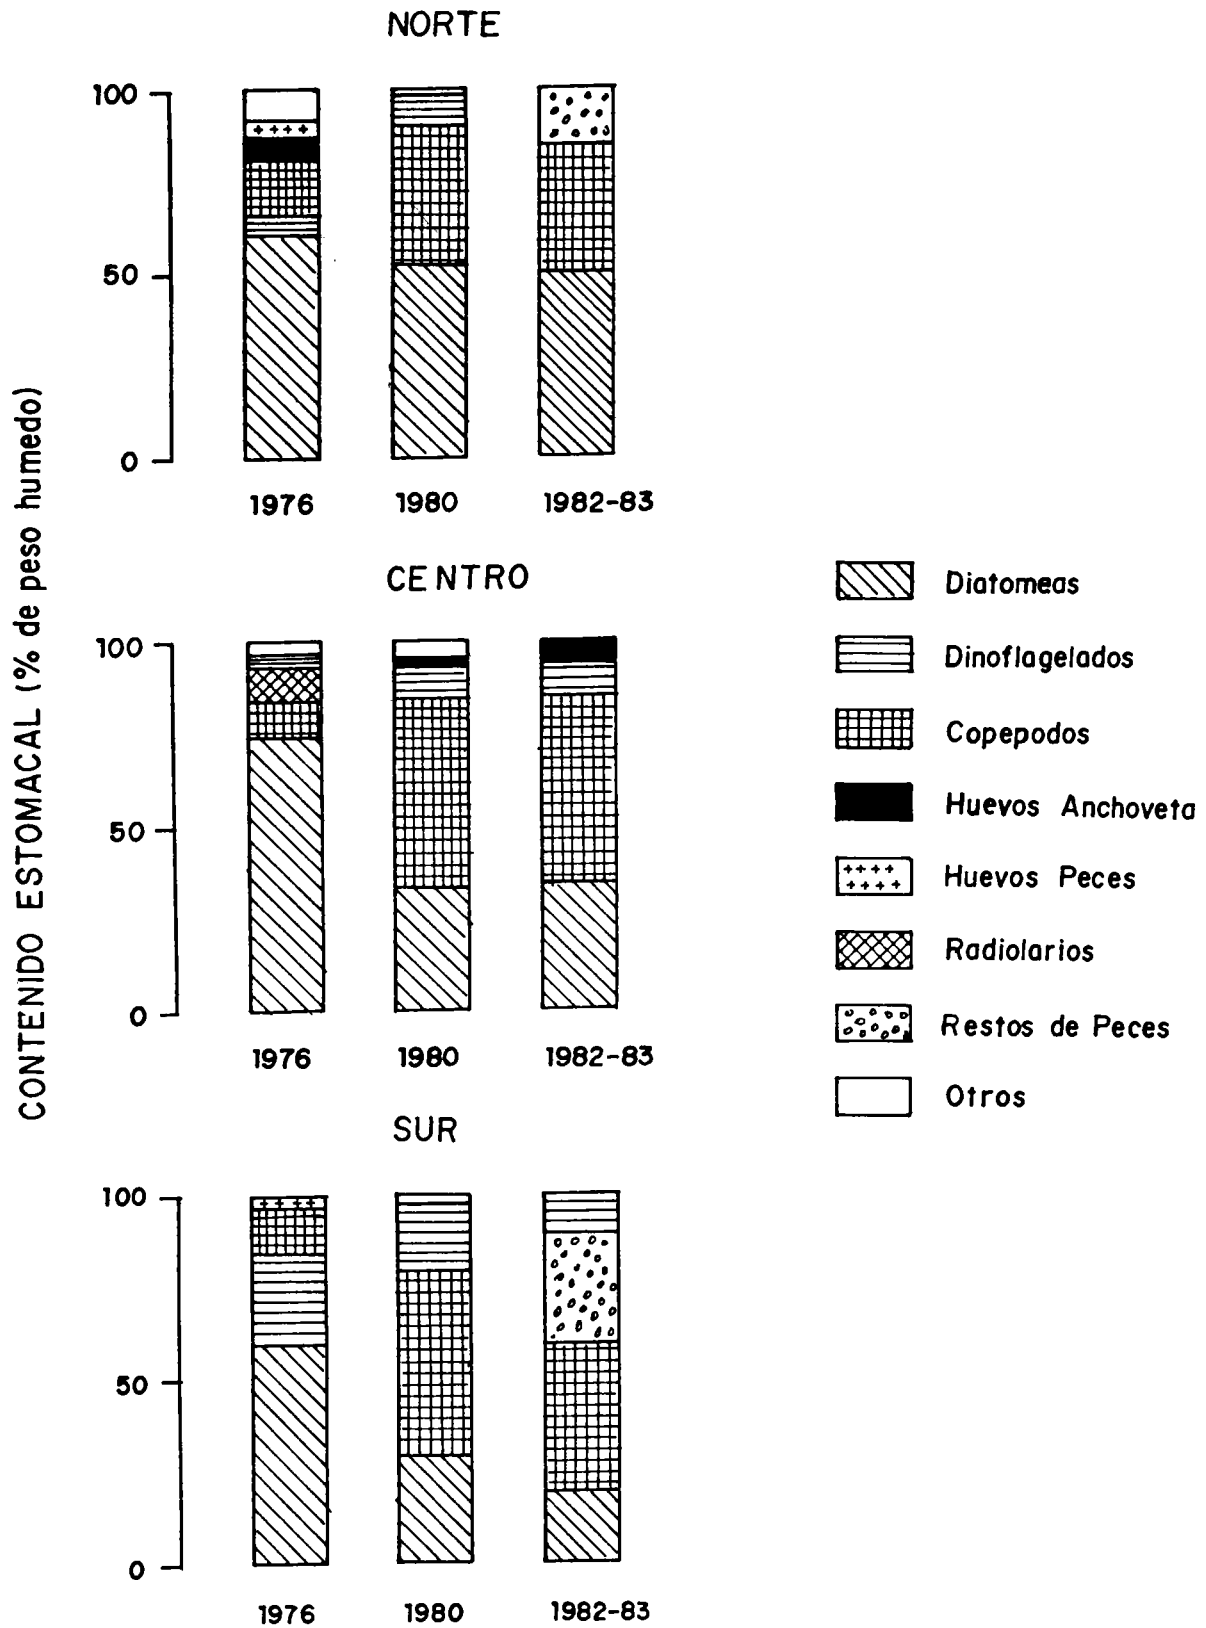 NORTE
100
50
0
1976 1980 1982-83
CONTENIDO ESTOMACAL (% de peso humedo)
CENTRO
100
50
0
1976 1980 1982-83
Diatomeas
Dinoflagelados
Copepodos
Huevos Anchoveta
Huevos Peces
Radiolarios
Restos de Peces
Otros
SUR
100
50
0
1976 1980 1982-83